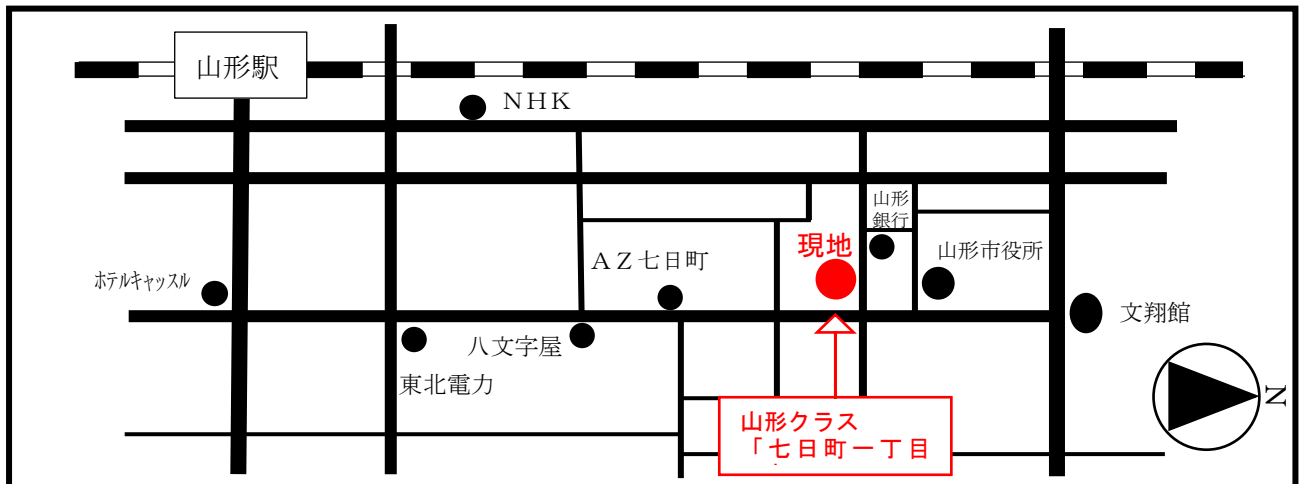 山形駅
ＮＨＫ
山形
銀行
現地
山形市役所
ＡＺ七日町
ホテルキャッスル
文翔館
八文字屋
東北電力
N
山形クラス
「七日町一丁目